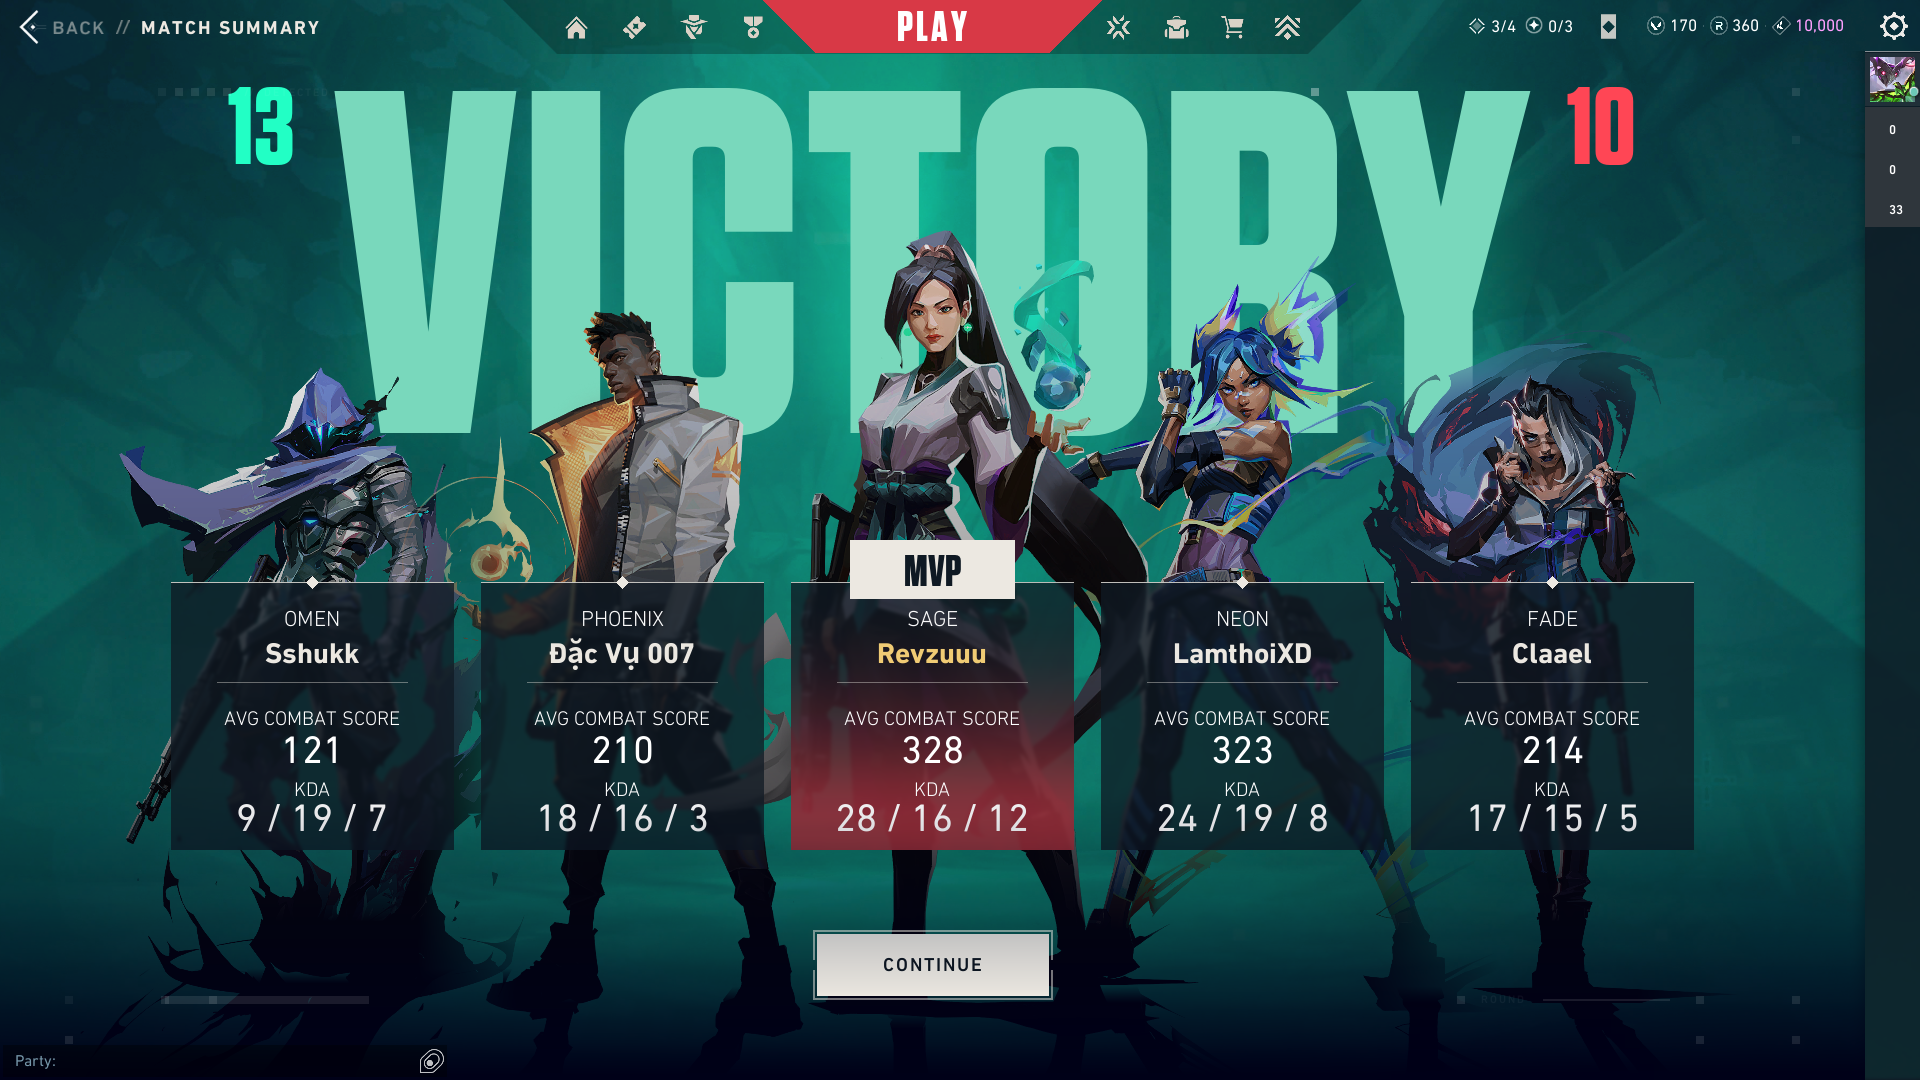 BACK // MATCH SUMMARY
PLAY
3/4 0/3 170 360 10,000
13 VICTORY 10
0
0
33
MVP
OMEN
Sshukk
AVG COMBAT SCORE
121
KDA
9 / 19 / 7
PHOENIX
Đặc Vụ 007
AVG COMBAT SCORE
210
KDA
18 / 16 / 3
SAGE
Revzuuu
AVG COMBAT SCORE
328
KDA
28 / 16 / 12
NEON
LamthoiXD
AVG COMBAT SCORE
323
KDA
24 / 19 / 8
FADE
Claael
AVG COMBAT SCORE
214
KDA
17 / 15 / 5
CONTINUE
Party: